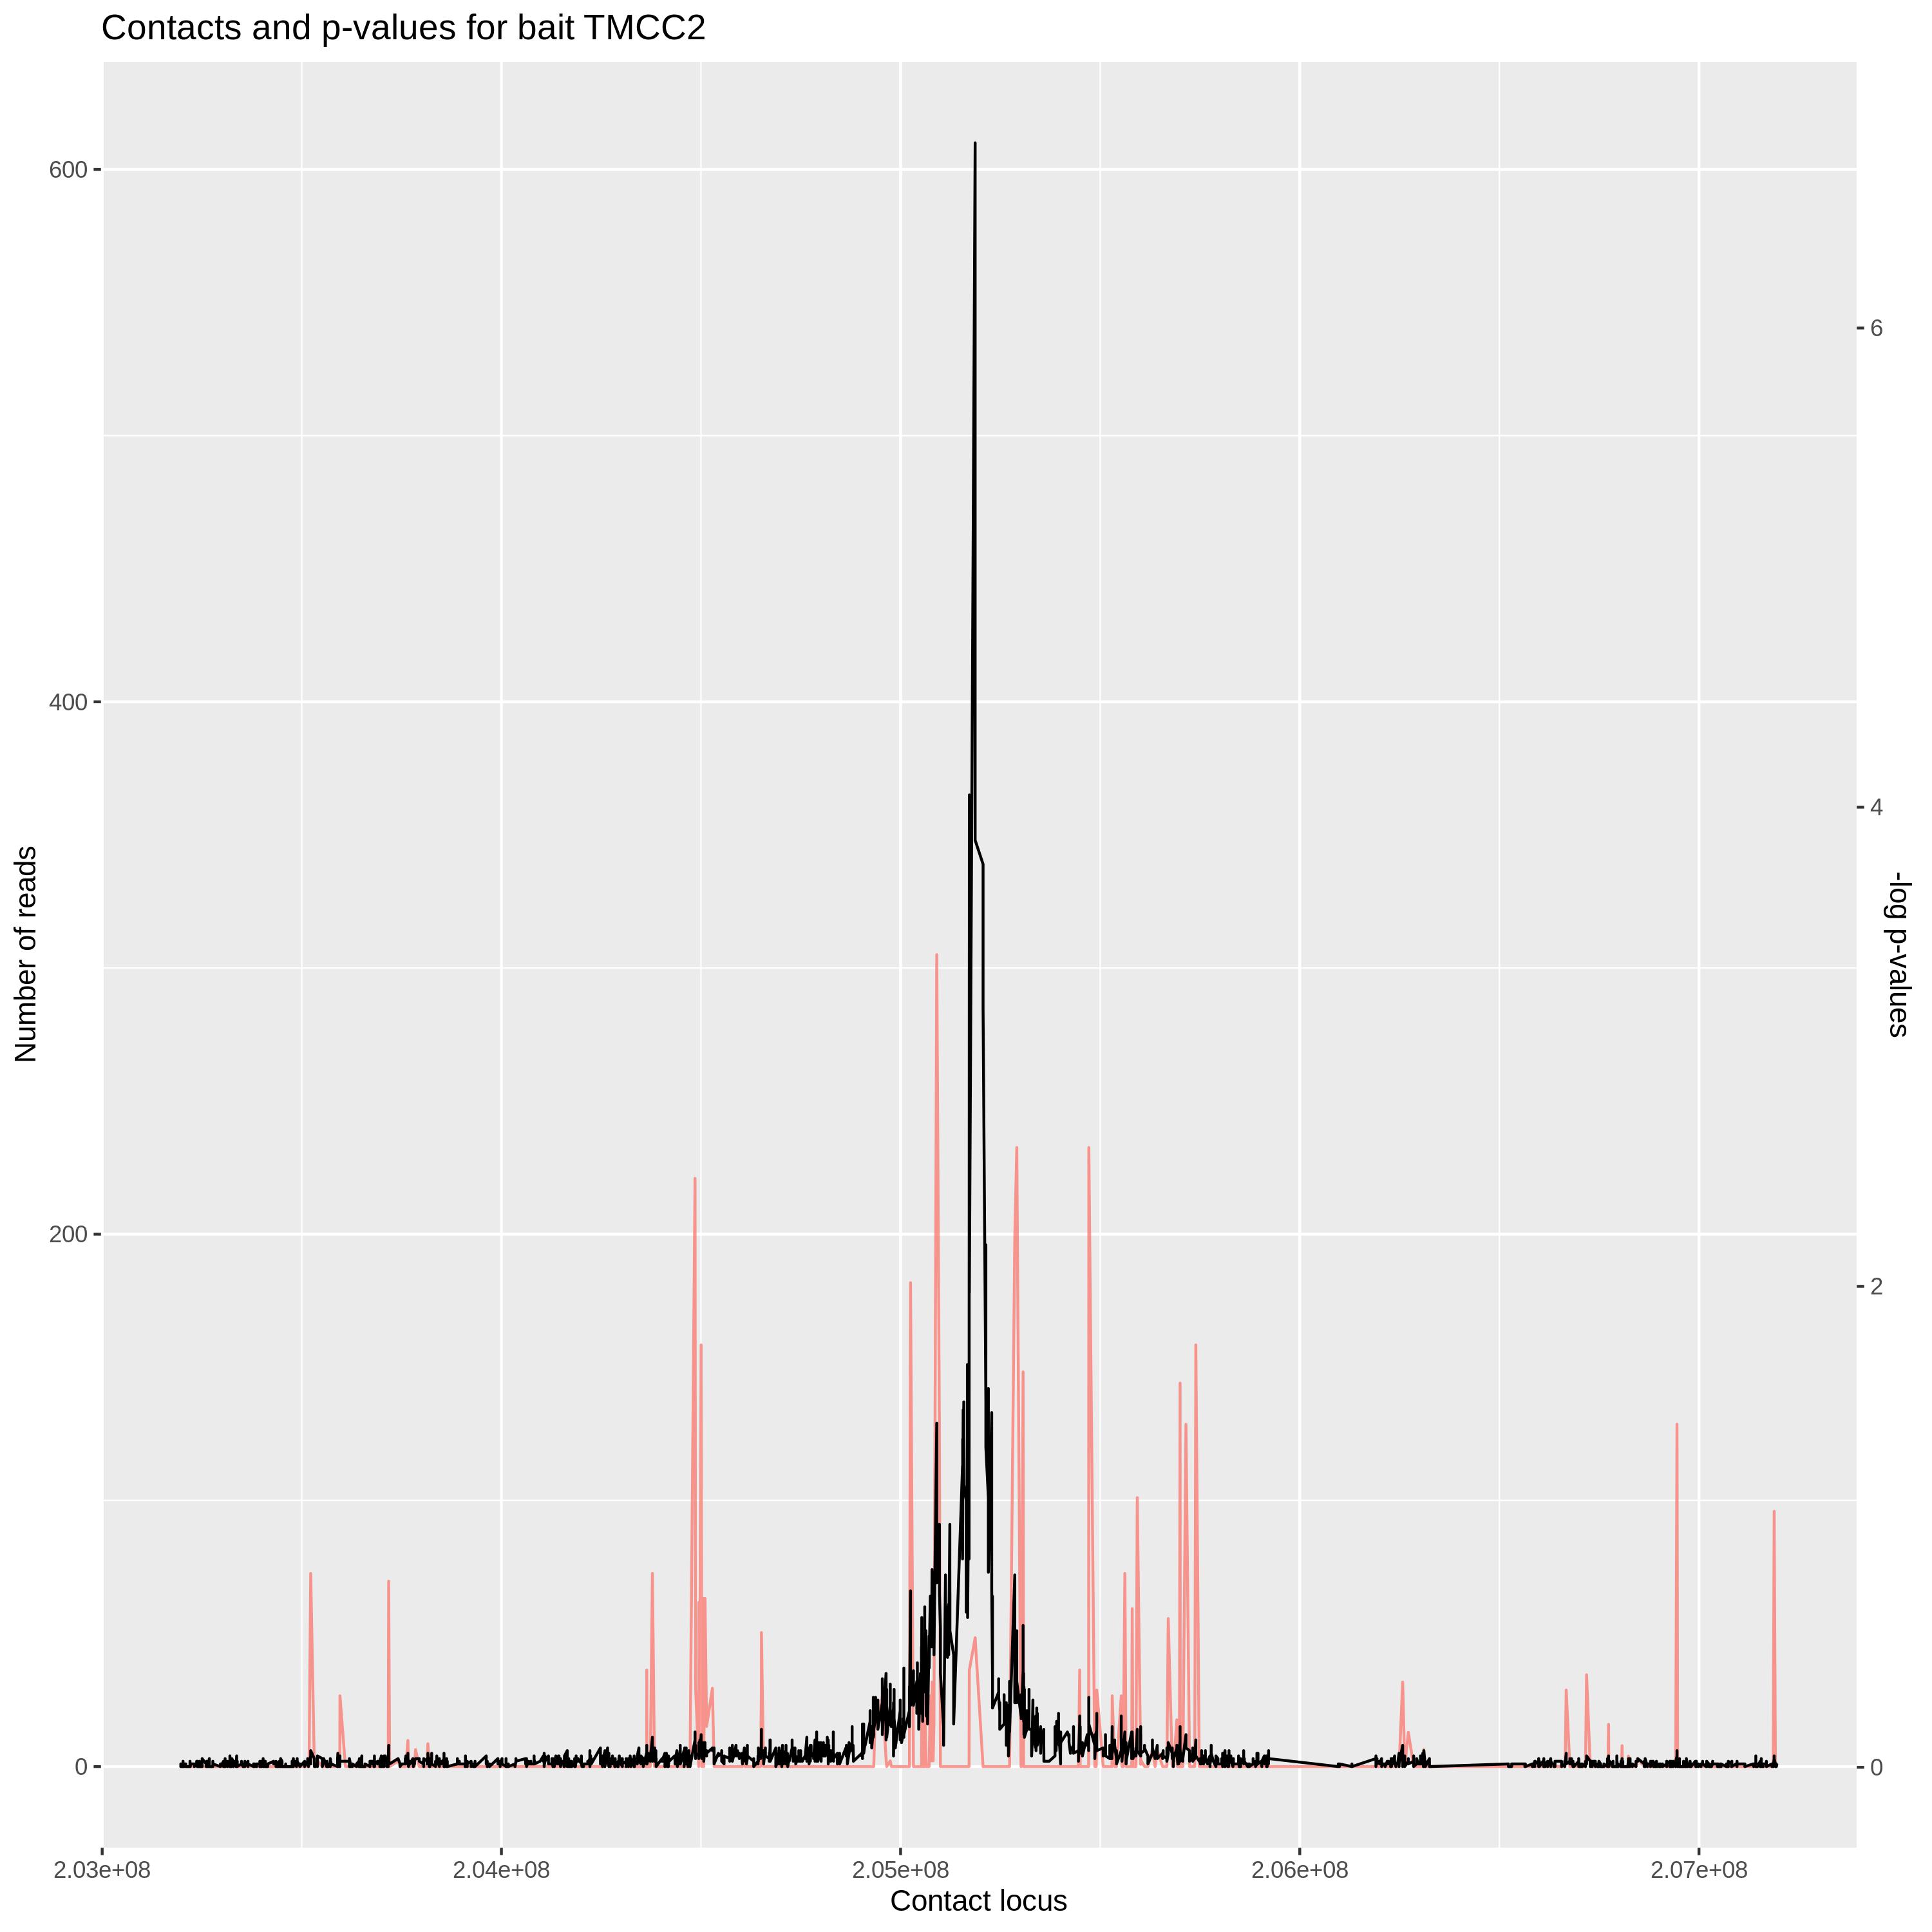 Contacts and p-values for bait TMCC2
600
400
200
0
Number of reads
6
4
2
0
-log p-values
2.03e+08
2.04e+08
2.05e+08
2.06e+08
2.07e+08
Contact locus